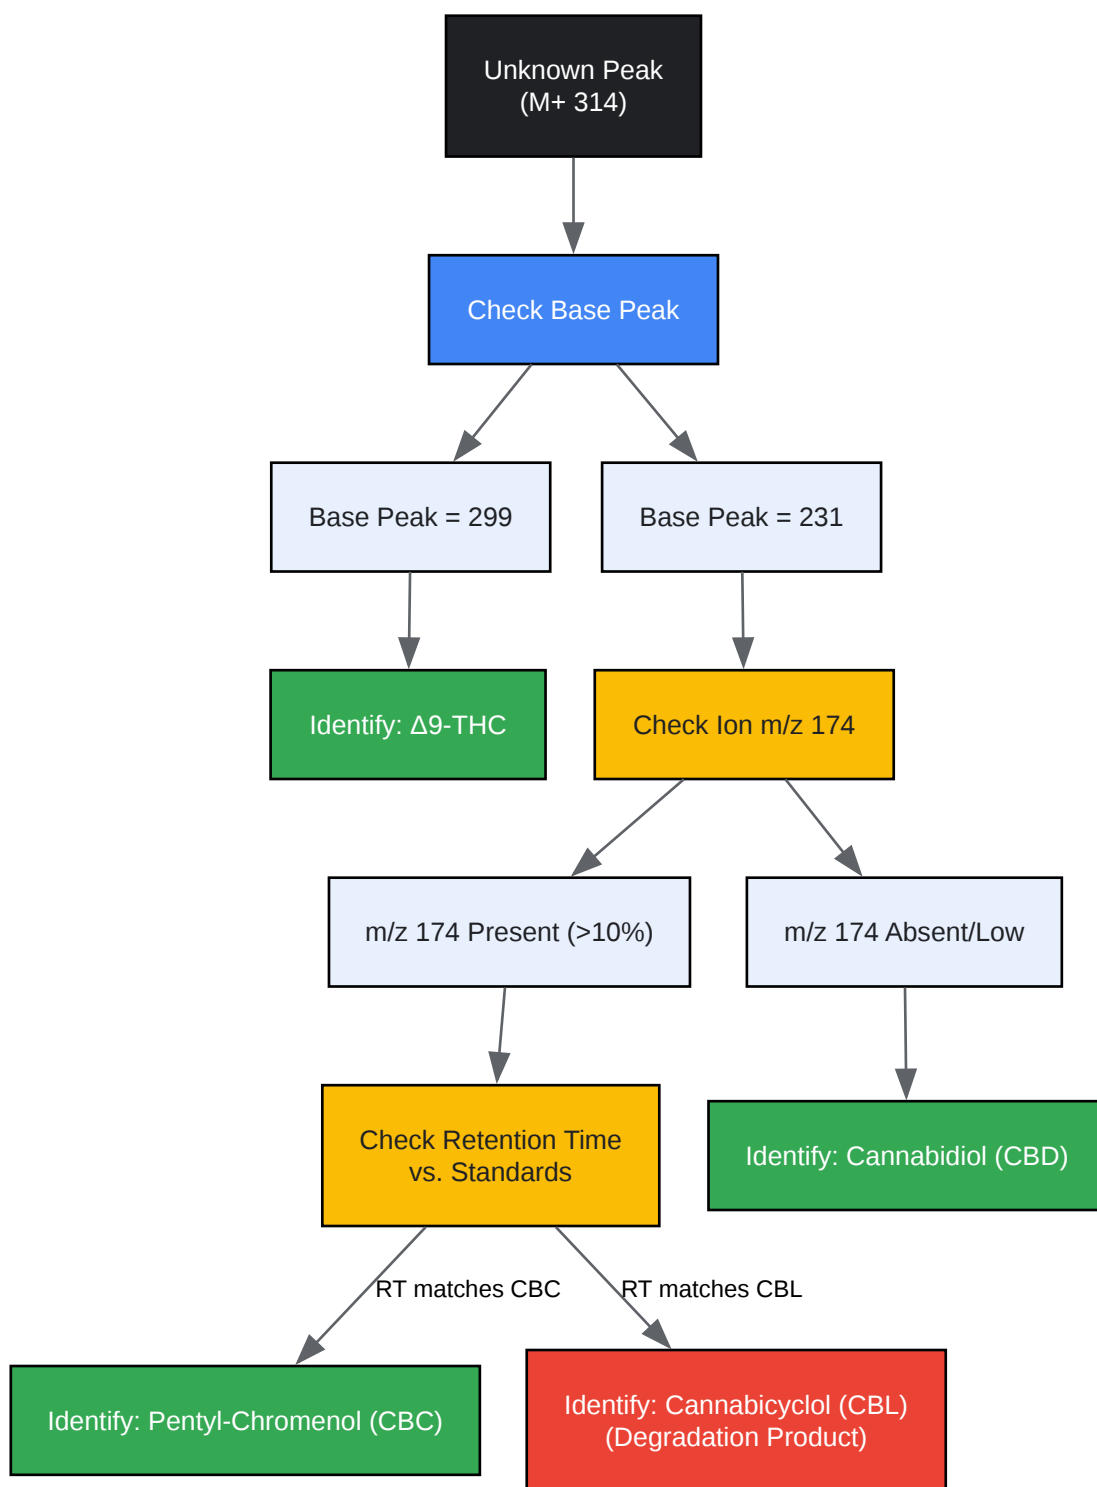 Unknown Peak
(M+ 314)
Check Base Peak
Base Peak = 299
Base Peak = 231
Identify: Δ9-THC
Check Ion m/z 174
m/z 174 Present (>10%)
m/z 174 Absent/Low
Check Retention Time
vs. Standards
Identify: Cannabidiol (CBD)
RT matches CBC
RT matches CBL
Identify: Pentyl-Chromenol (CBC)
Identify: Cannabicyclol (CBL)
(Degradation Product)